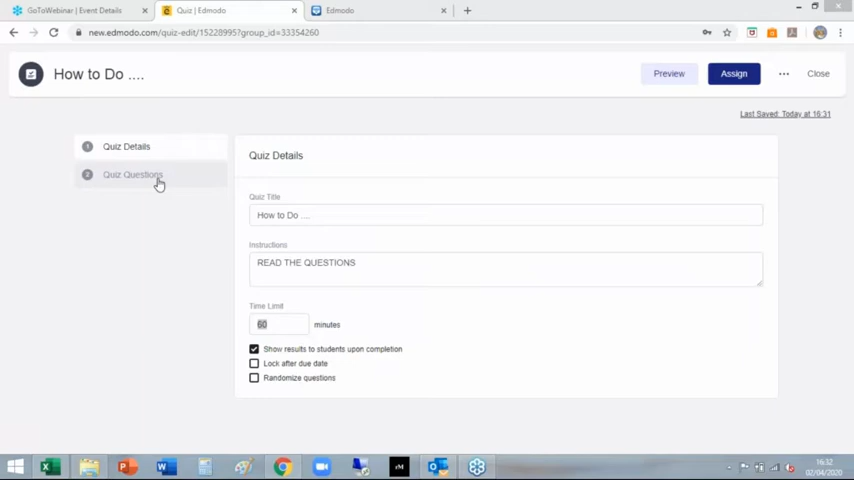 GoToWebinar | Event Details
Quiz | Edmodo
Edmodo
new.edmodo.com/quiz-edit/15228995?group_id=33354260
How to Do ....
Preview
Assign
Close
Last Saved: Today at 16:31
1 Quiz Details
2 Quiz Questions
Quiz Details
Quiz Title
How to Do ....
Instructions
READ THE QUESTIONS
Time Limit
60 minutes
Show results to students upon completion
Lock after due date
Randomize questions
16:32
02/04/2020